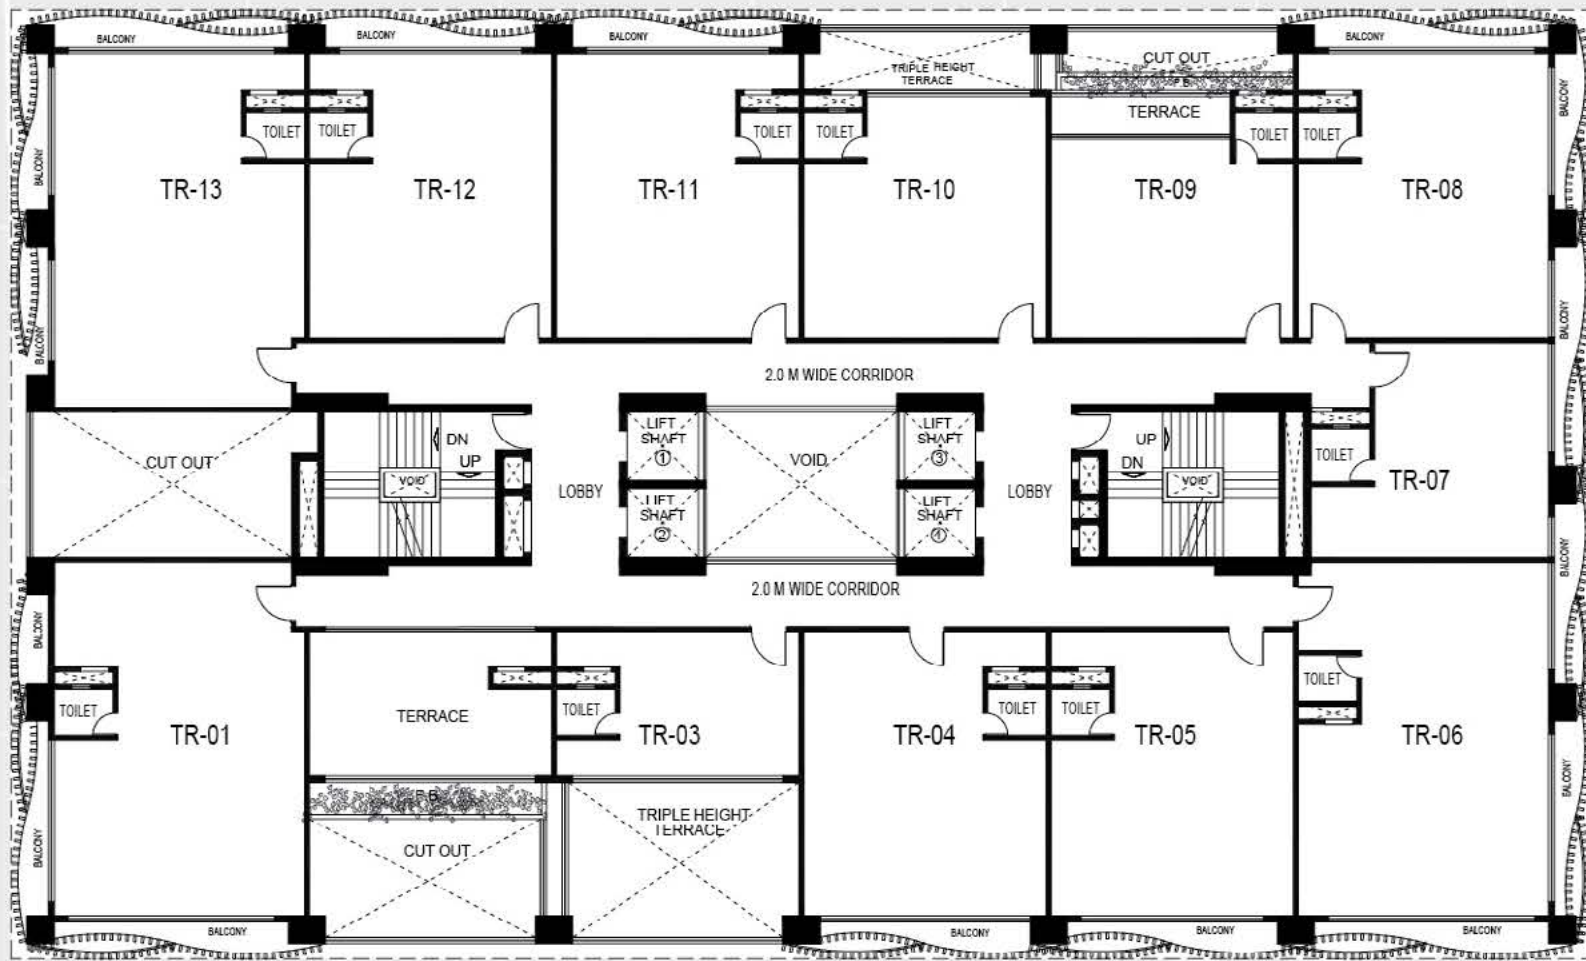 BALCONY
BALCONY
BALCONY
BALCONY
TRIPLE HEIGHT
TERRACE
CUT OUT
P.B.
TERRACE
BALCONY
BALCONY
TOILET
TOILET
TOILET
TOILET
TOILET
TOILET
BALCONY
TR-13
TR-12
TR-11
TR-10
TR-09
TR-08
BALCONY
BALCONY
2.0 M WIDE CORRIDOR
CUT OUT
DN
UP
VOID
LOBBY
LIFT
SHAFT
①
LIFT
SHAFT
②
VOID
LIFT
SHAFT
③
LIFT
SHAFT
④
LOBBY
UP
DN
VOID
TOILET
TR-07
BALCONY
2.0 M WIDE CORRIDOR
BALCONY
TOILET
TR-01
TERRACE
TOILET
TR-03
TR-04
TOILET
TOILET
TR-05
TOILET
TR-06
BALCONY
BALCONY
P.B.
CUT OUT
TRIPLE HEIGHT
TERRACE
BALCONY
BALCONY
BALCONY
BALCONY